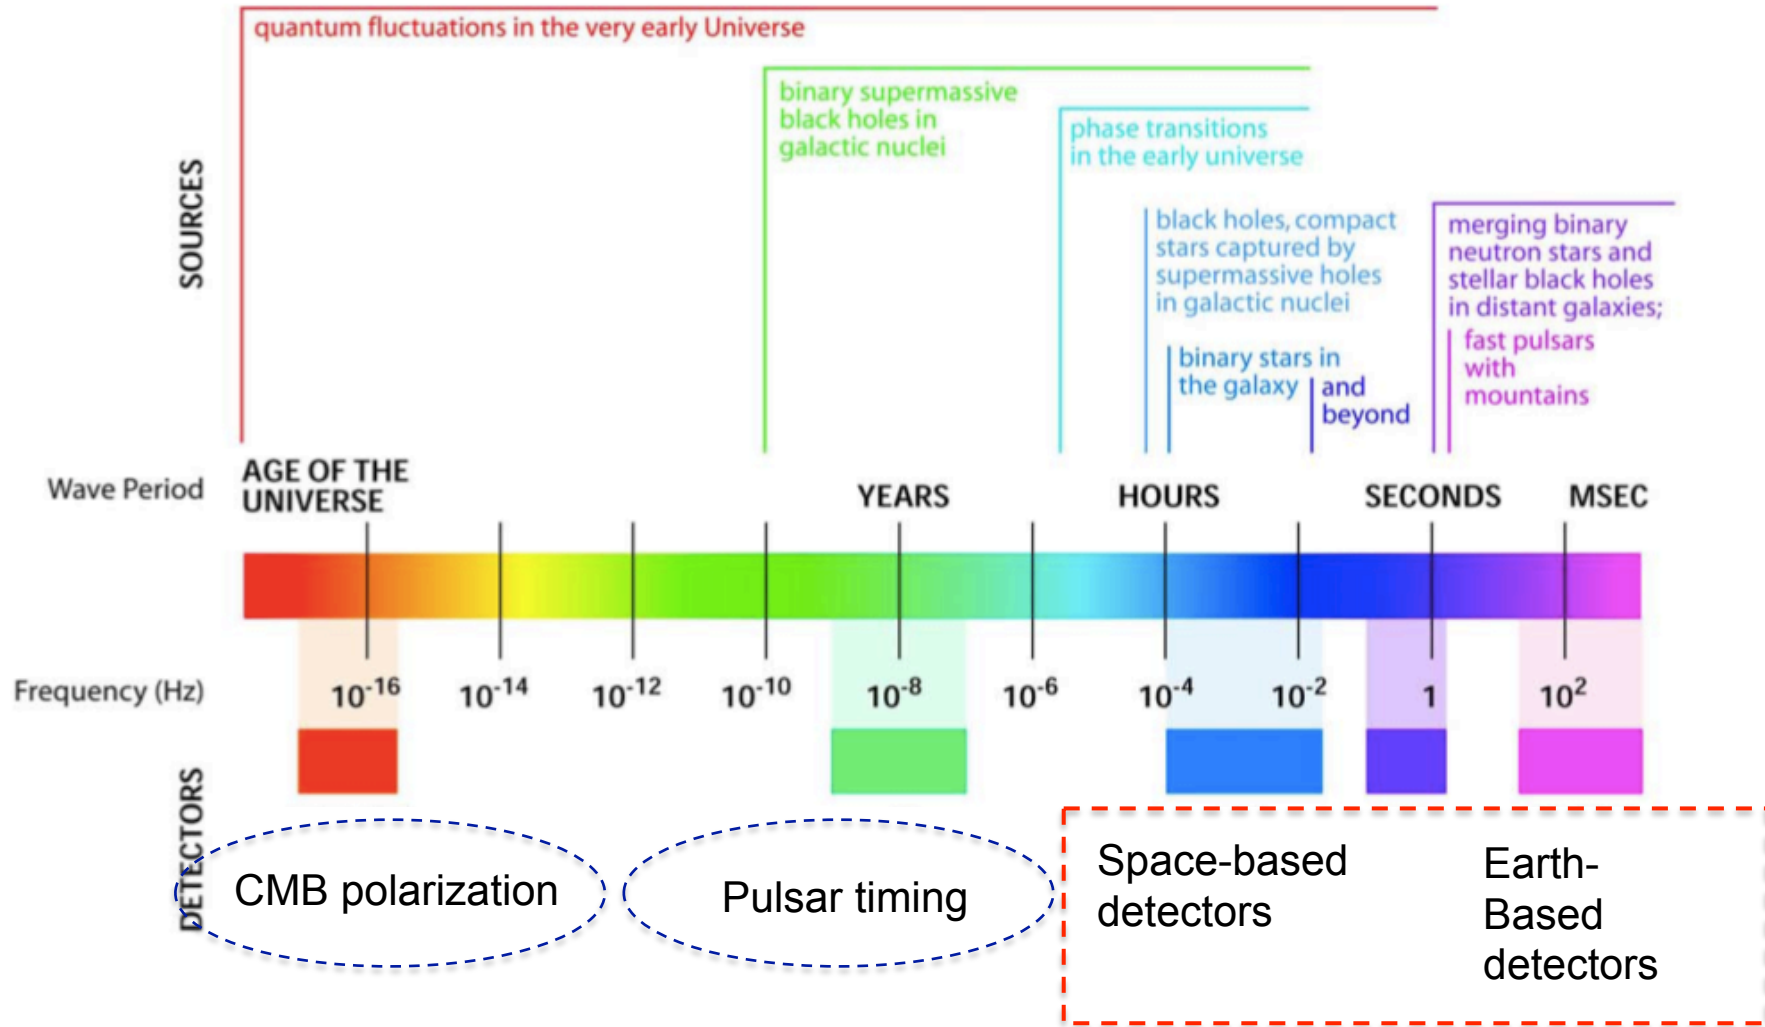 quantum fluctuations in the very early Universe
binary supermassive
black holes in
galactic nuclei
phase transitions
in the early universe
black holes, compact
stars captured by
supermassive holes
in galactic nuclei
binary stars in
the galaxy
and
beyond
merging binary
neutron stars and
stellar black holes
in distant galaxies;
fast pulsars
with
mountains
SOURCES
Wave Period
AGE OF THE
UNIVERSE
YEARS
HOURS
SECONDS
MSEC
Frequency (Hz)
10⁻¹⁶
10⁻¹⁴
10⁻¹²
10⁻¹⁰
10⁻⁸
10⁻⁶
10⁻⁴
10⁻²
1
10²
DETECTORS
CMB polarization
Pulsar timing
Space-based
detectors
Earth-
Based
detectors